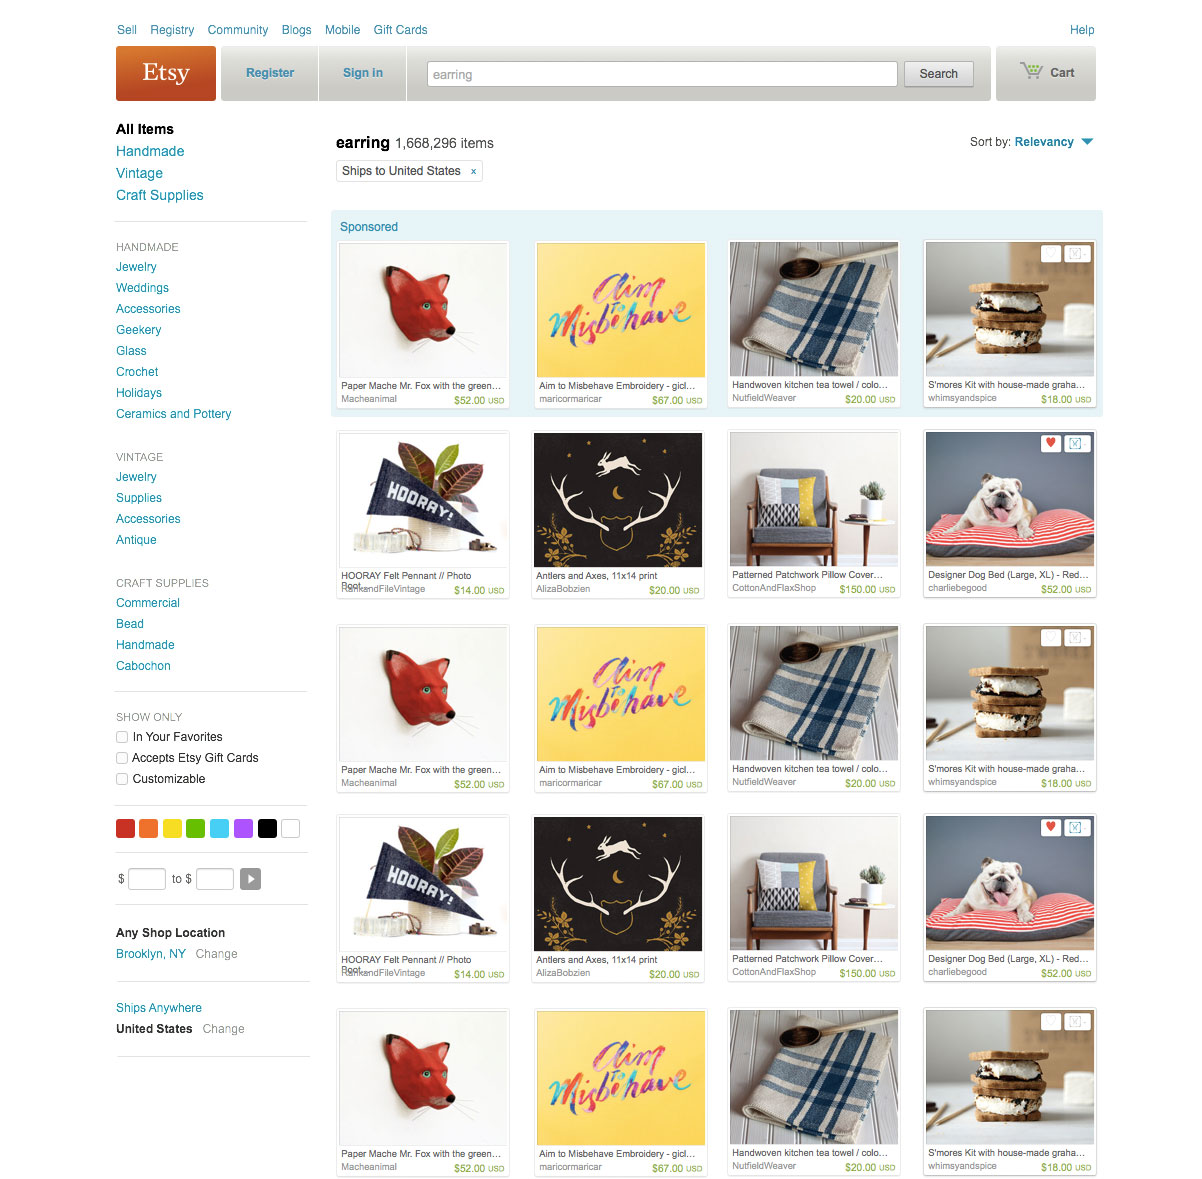 Sell Registry Community Blogs Mobile Gift Cards Help
Etsy Register Sign in earring Search Cart
All Items
Handmade
Vintage
Craft Supplies
HANDMADE
Jewelry
Weddings
Accessories
Geekery
Glass
Crochet
Holidays
Ceramics and Pottery
VINTAGE
Jewelry
Supplies
Accessories
Antique
CRAFT SUPPLIES
Commercial
Bead
Handmade
Cabochon
SHOW ONLY
In Your Favorites
Accepts Etsy Gift Cards
Customizable
$ to $
Any Shop Location
Brooklyn, NY Change
Ships Anywhere
United States Change
earring 1,668,296 items Sort by: Relevancy
Ships to United States ×
Sponsored
Aim
To
Misbehave
Paper Mache Mr. Fox with the green...
Macheanimal $52.00 USD
Aim to Misbehave Embroidery - gicl...
maricormaricar $67.00 USD
Handwoven kitchen tea towel / colo...
NutfieldWeaver $20.00 USD
S'mores Kit with house-made graha...
whimsyandspice $18.00 USD
HOORAY!
HOORAY Felt Pennant // Photo
Poot...
RankandFileVintage $14.00 USD
Antlers and Axes, 11x14 print
AlizaBobzien $20.00 USD
Patterned Patchwork Pillow Cover...
CottonAndFlaxShop $150.00 USD
Designer Dog Bed (Large, XL) - Red...
charliebegood $52.00 USD
Aim
To
Misbehave
Paper Mache Mr. Fox with the green...
Macheanimal $52.00 USD
Aim to Misbehave Embroidery - gicl...
maricormaricar $67.00 USD
Handwoven kitchen tea towel / colo...
NutfieldWeaver $20.00 USD
S'mores Kit with house-made graha...
whimsyandspice $18.00 USD
HOORAY!
HOORAY Felt Pennant // Photo
Poot...
RankandFileVintage $14.00 USD
Antlers and Axes, 11x14 print
AlizaBobzien $20.00 USD
Patterned Patchwork Pillow Cover...
CottonAndFlaxShop $150.00 USD
Designer Dog Bed (Large, XL) - Red...
charliebegood $52.00 USD
Aim
To
Misbehave
Paper Mache Mr. Fox with the green...
Macheanimal $52.00 USD
Aim to Misbehave Embroidery - gicl...
maricormaricar $67.00 USD
Handwoven kitchen tea towel / colo...
NutfieldWeaver $20.00 USD
S'mores Kit with house-made graha...
whimsyandspice $18.00 USD